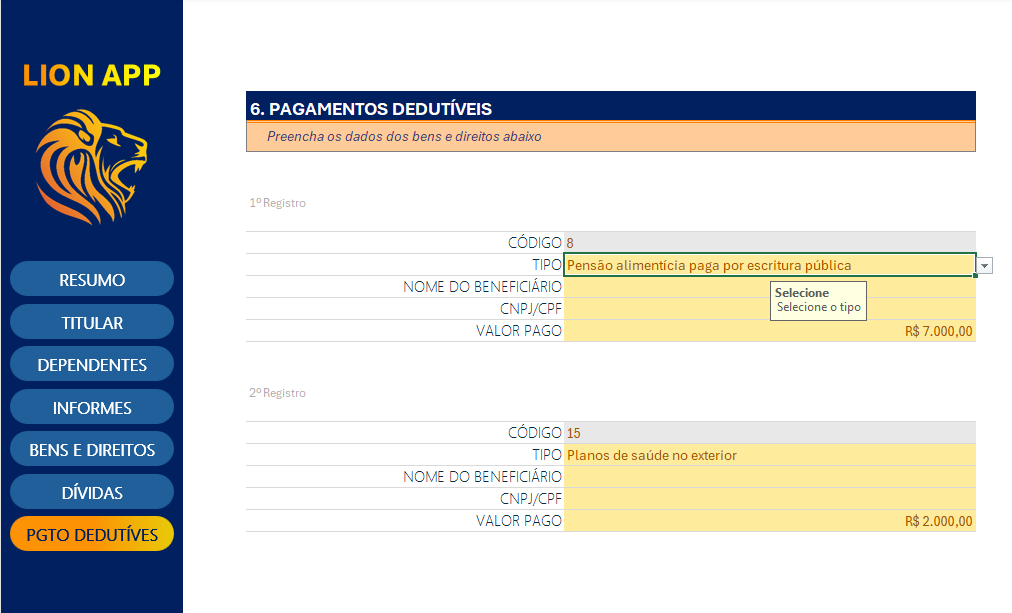 LION APP
RESUMO
TITULAR
DEPENDENTES
INFORMES
BENS E DIREITOS
DÍVIDAS
PGTO DEDUTÍVES
6. PAGAMENTOS DEDUTÍVEIS
Preencha os dados dos bens e direitos abaixo
1º Registro
CÓDIGO 8
TIPO Pensão alimentícia paga por escritura pública
NOME DO BENEFICIÁRIO
CNPJ/CPF
VALOR PAGO R$ 7.000,00
Selecione
Selecione o tipo
2º Registro
CÓDIGO 15
TIPO Planos de saúde no exterior
NOME DO BENEFICIÁRIO
CNPJ/CPF
VALOR PAGO R$ 2.000,00